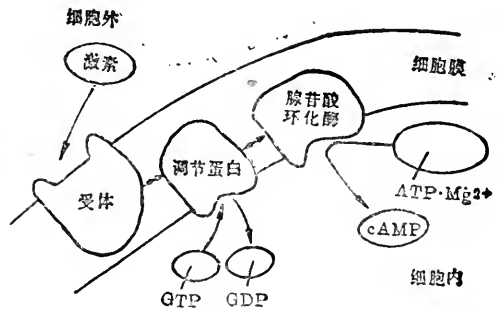 细胞外
激素
细胞膜
腺苷酸
环化酶
调节蛋白
受体
ATP·Mg2+
cAMP
细胞内
GTP
GDP